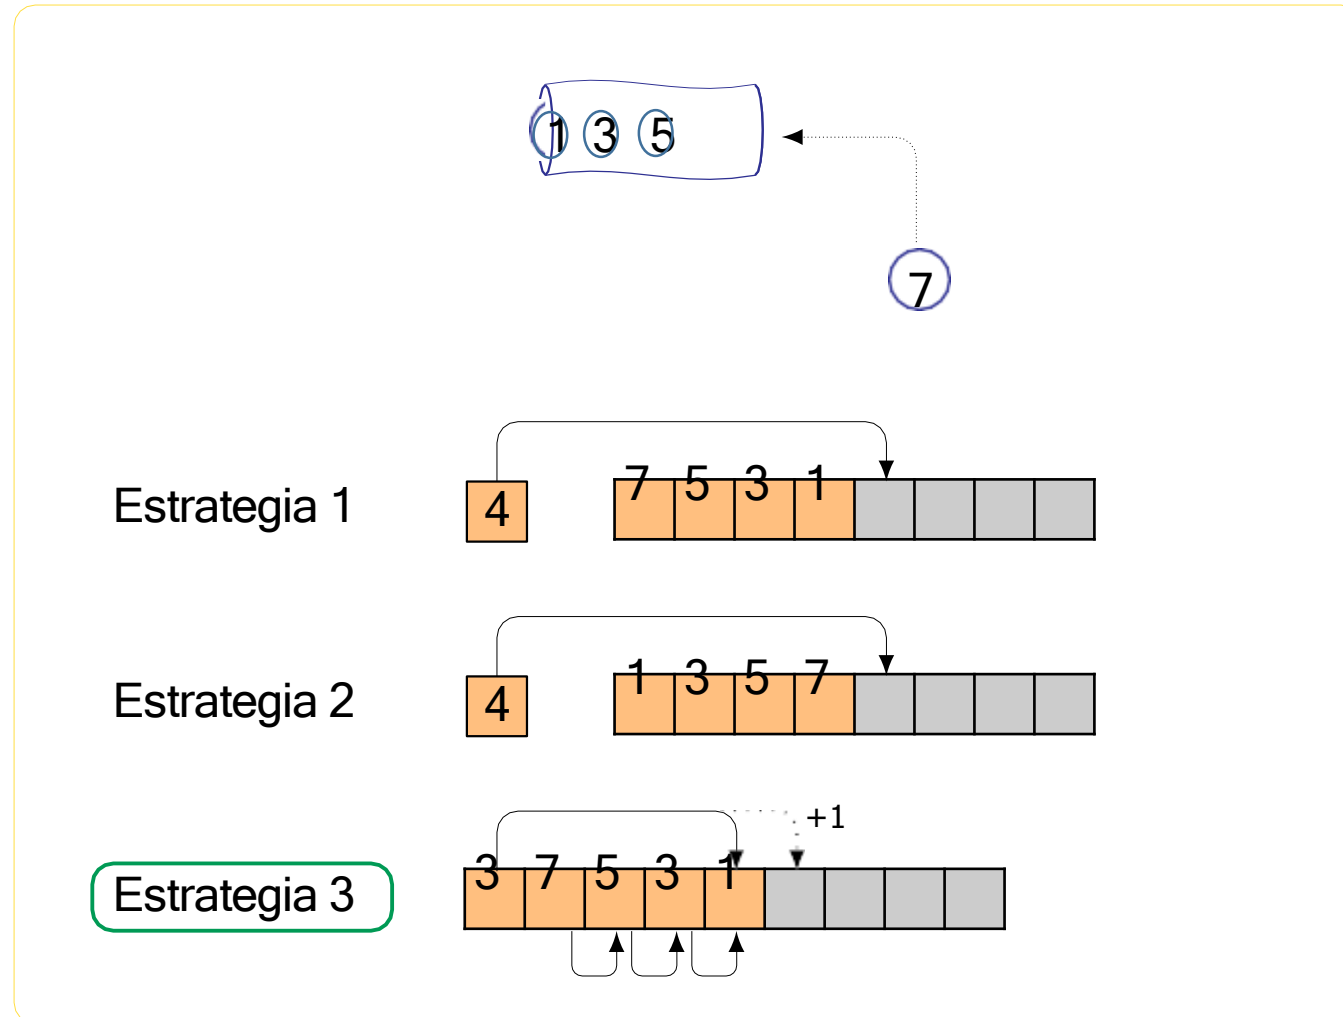 1 3 5
7
Estrategia 1 4 7 5 3 1
Estrategia 2 4 1 3 5 7
+1
Estrategia 3 3 7 5 3 1